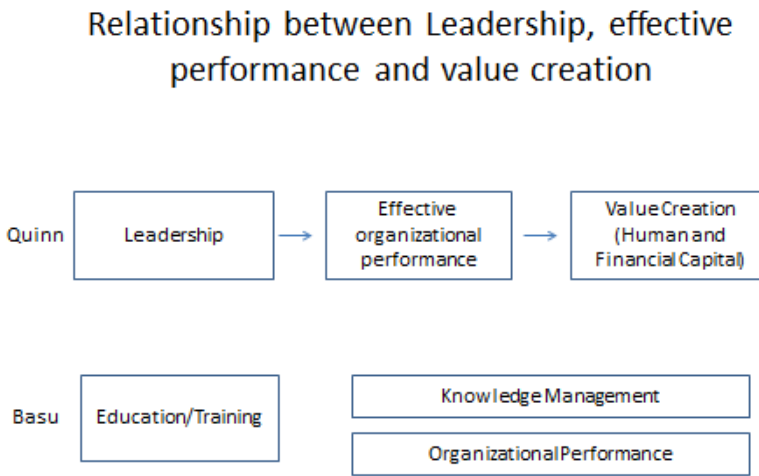 Relationship between Leadership, effective
performance and value creation
Quinn
Leadership
Effective
organizational
performance
Value Creation
(Human and
Financial Capital)
Basu
Education/Training
Knowledge Management
Organizational Performance